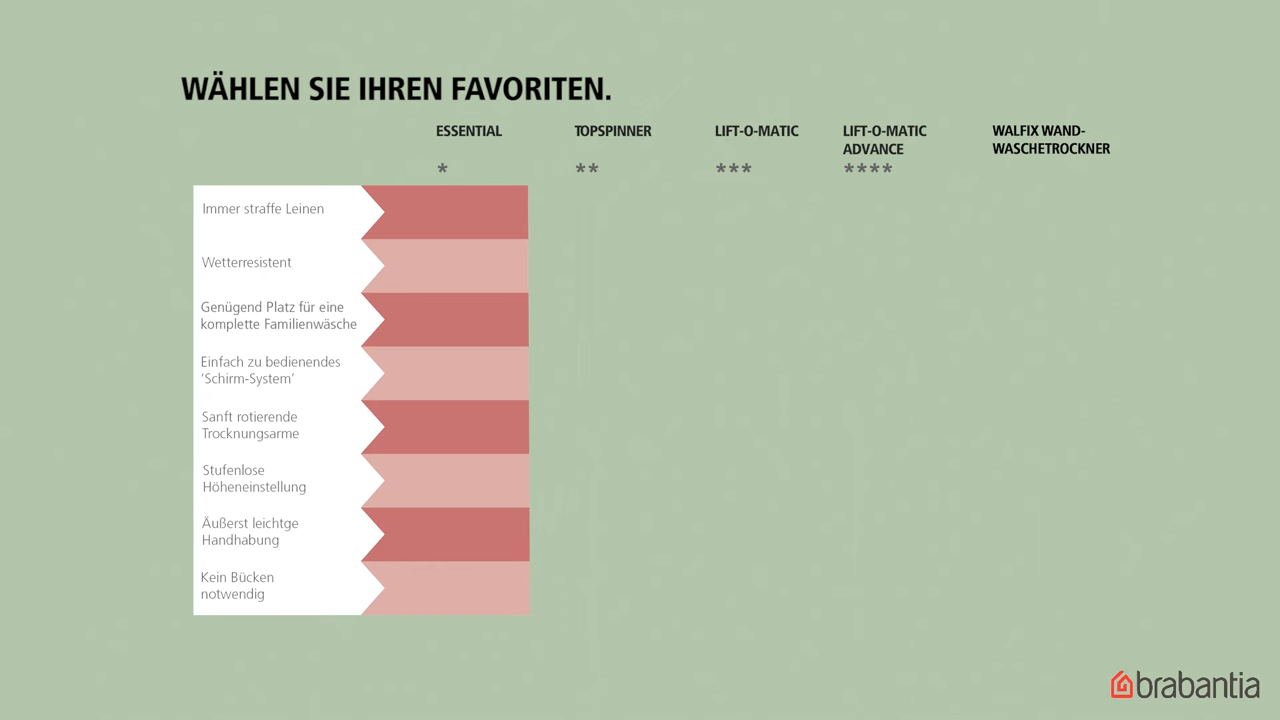 WÄHLEN SIE IHREN FAVORITEN.
ESSENTIAL
*
TOPSPINNER
**
LIFT-O-MATIC
***
LIFT-O-MATIC
ADVANCE
****
WALFIX WAND-
WASCHETROCKNER
Immer straffe Leinen
Wetterresistent
Genügend Platz für eine
komplette Familienwäsche
Einfach zu bedienendes
‘Schirm-System’
Sanft rotierende
Trocknungsarme
Stufenlose
Höheneinstellung
Äußerst leichtge
Handhabung
Kein Bücken
notwendig
brabantia